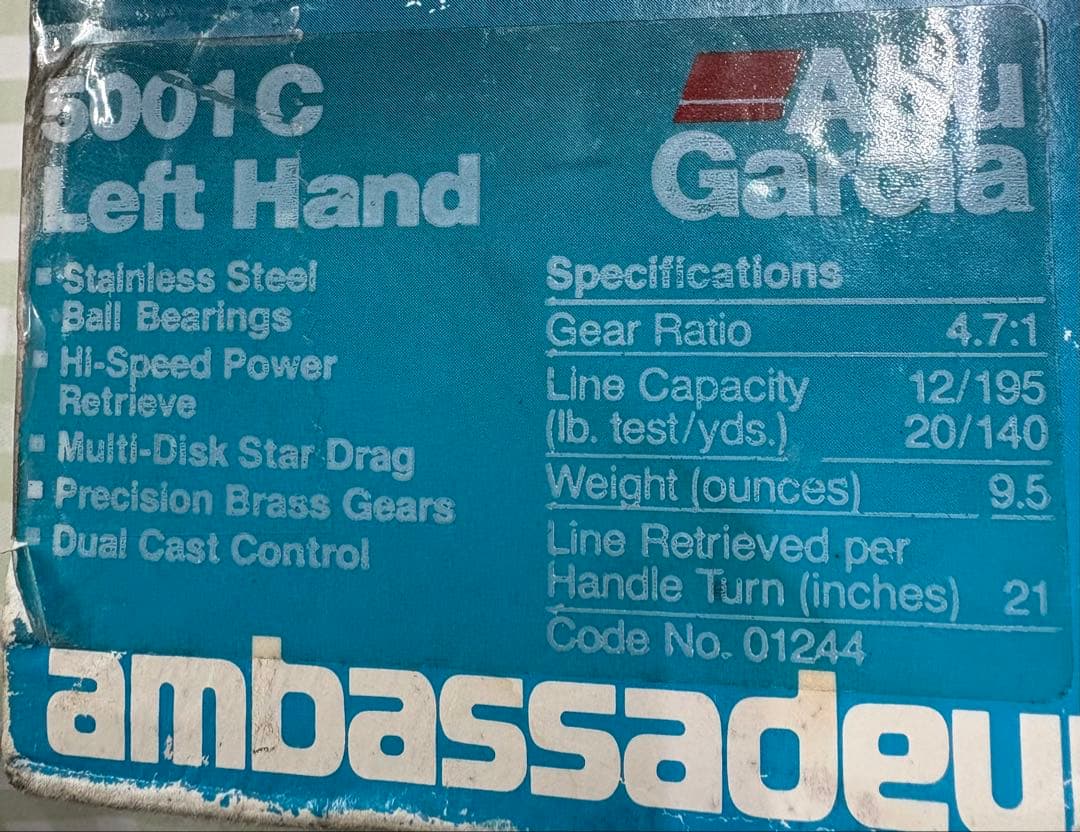 5001 C
Left Hand
Abu
Garcia
▪ Stainless Steel
Ball Bearings
▪ Hi-Speed Power
Retrieve
▪ Multi-Disk Star Drag
▪ Precision Brass Gears
▪ Dual Cast Control
Specifications
Gear Ratio 4.7:1
Line Capacity 12/195
(lb. test/yds.) 20/140
Weight (ounces) 9.5
Line Retrieved per
Handle Turn (inches) 21
Code No. 01244
ambassadeu